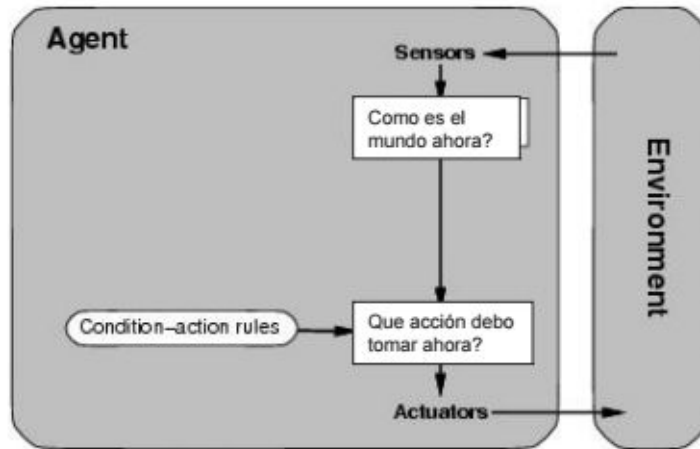 Agent
Sensors
Como es el
mundo ahora?
Environment
Condition-action rules
Que acción debo
tomar ahora?
Actuators